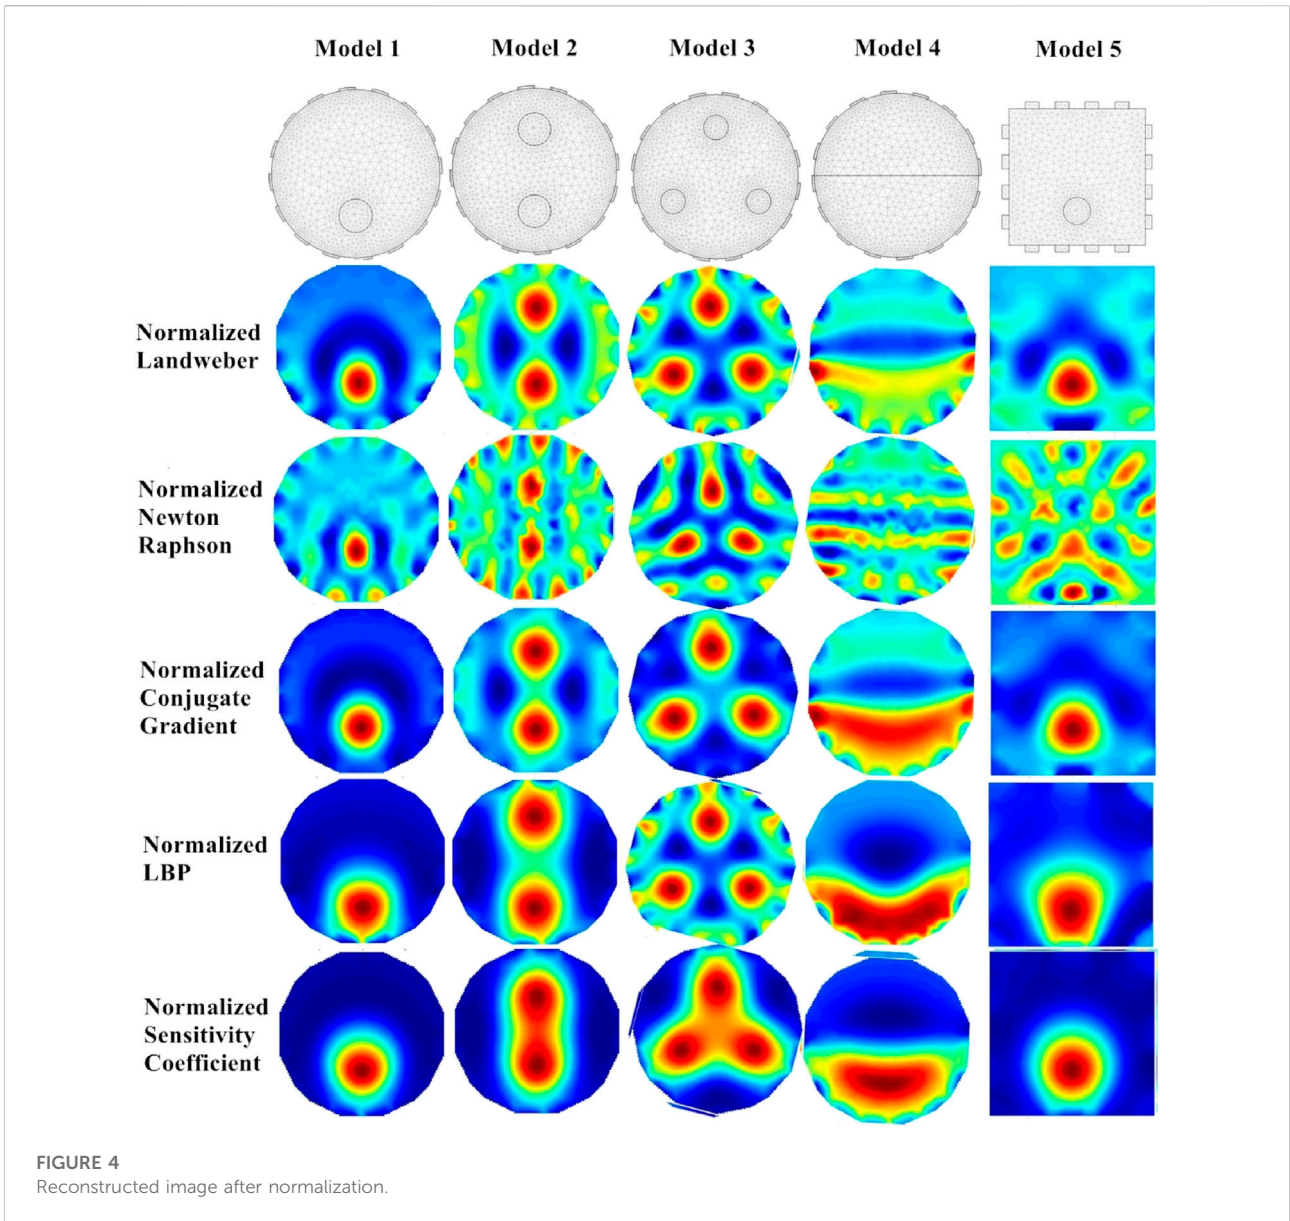 Model 1 Model 2 Model 3 Model 4 Model 5
Normalized
Landweber
Normalized
Newton
Raphson
Normalized
Conjugate
Gradient
Normalized
LBP
Normalized
Sensitivity
Coefficient
FIGURE 4
Reconstructed image after normalization.